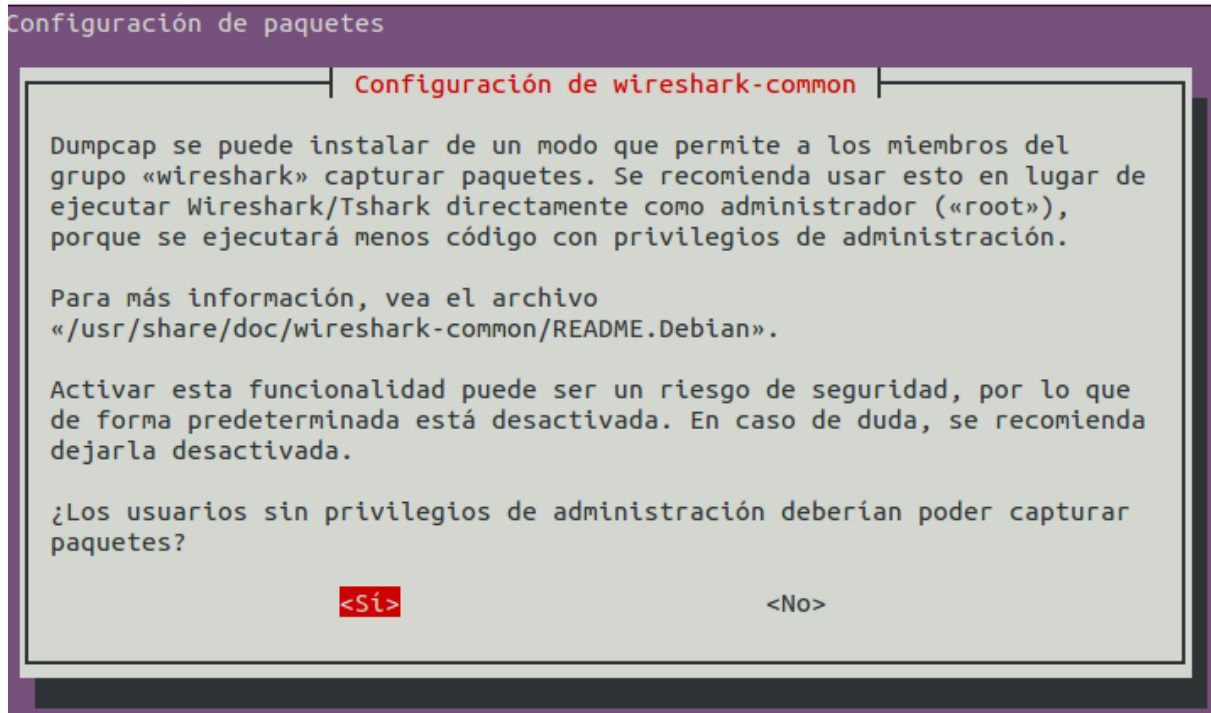 Configuración de paquetes
Configuración de wireshark-common
Dumpcap se puede instalar de un modo que permite a los miembros del
grupo «wireshark» capturar paquetes. Se recomienda usar esto en lugar de
ejecutar Wireshark/Tshark directamente como administrador («root»),
porque se ejecutará menos código con privilegios de administración.
Para más información, vea el archivo
«/usr/share/doc/wireshark-common/README.Debian».
Activar esta funcionalidad puede ser un riesgo de seguridad, por lo que
de forma predeterminada está desactivada. En caso de duda, se recomienda
dejarla desactivada.
¿Los usuarios sin privilegios de administración deberían poder capturar
paquetes?
<Sí> <No>